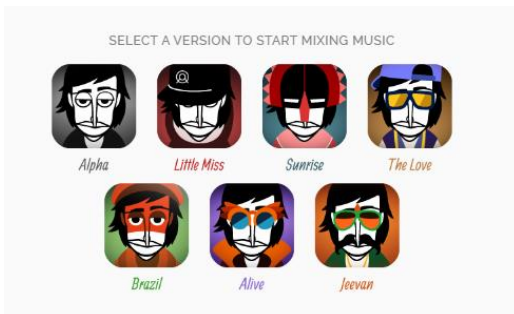 SELECT A VERSION TO START MIXING MUSIC
Alpha Little Miss Sunrise The Love
Brazil Alive Jeevan